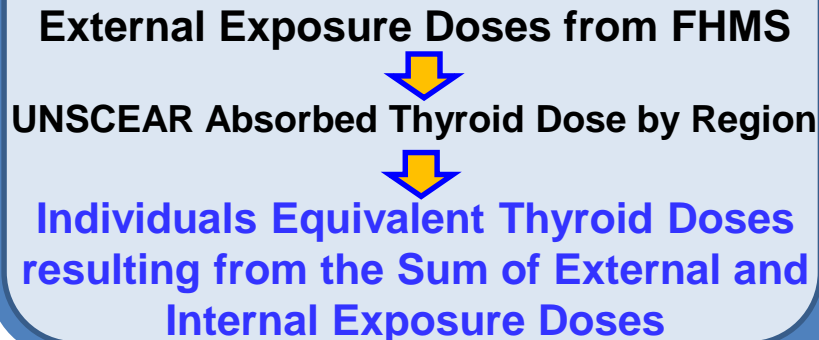 External Exposure Doses from FHMS
UNSCEAR Absorbed Thyroid Dose by Region
Individuals Equivalent Thyroid Doses
resulting from the Sum of External and
Internal Exposure Doses